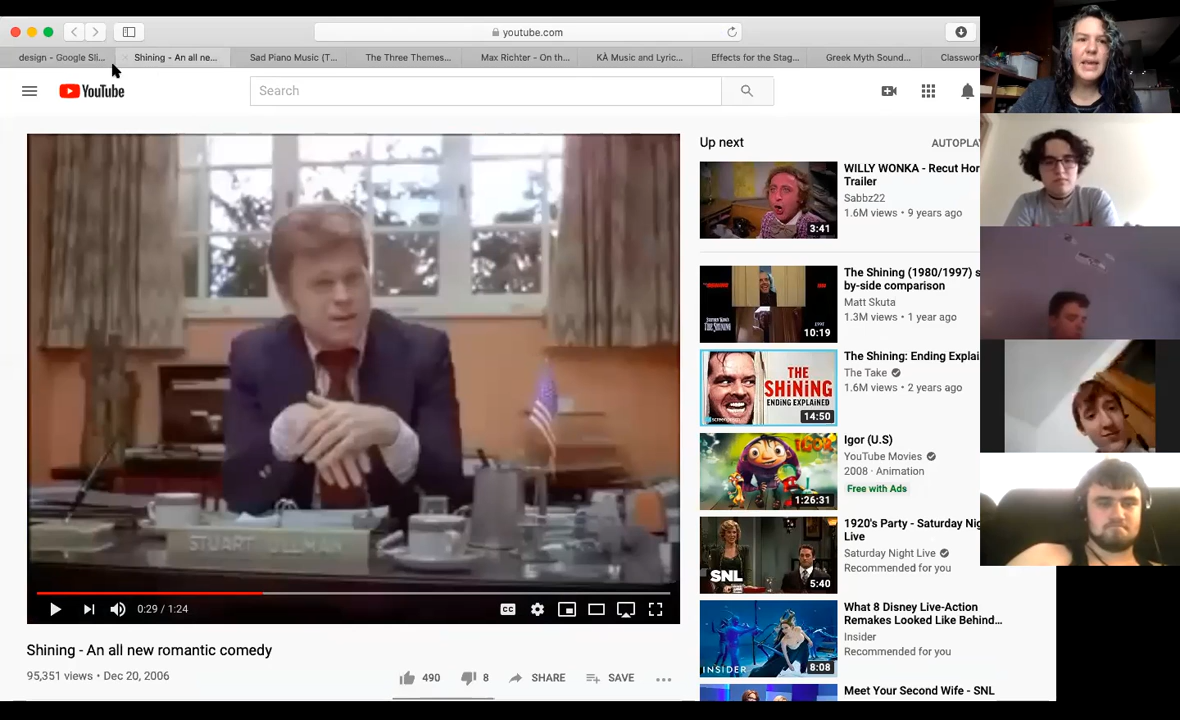 youtube.com
design - Google Sli...
Shining - An all ne...
Sad Piano Music (T...
The Three Themes...
Max Richter - On th...
KÀ Music and Lyric...
Effects for the Stag...
Greek Myth Sound...
Classwor
YouTube
Search
Up next
AUTOPLAY
WILLY WONKA - Recut Hor
Trailer
Sabbz22
1.6M views • 9 years ago
3:41
The Shining (1980/1997) s
by-side comparison
Matt Skuta
1.3M views • 1 year ago
10:19
The Shining: Ending Explai
The Take
1.6M views • 2 years ago
THE
SHINING
ENDING EXPLAINED
14:50
Igor (U.S)
YouTube Movies
2008 · Animation
Free with Ads
IGOR
1:26:31
1920's Party - Saturday Nig
Live
Saturday Night Live
Recommended for you
SNL
5:40
What 8 Disney Live-Action
Remakes Looked Like Behind...
Insider
Recommended for you
INSIDER
8:08
Meet Your Second Wife - SNL
STUART ULLMAN
0:29 / 1:24
CC
Shining - An all new romantic comedy
95,351 views • Dec 20, 2006
490
8
SHARE
SAVE